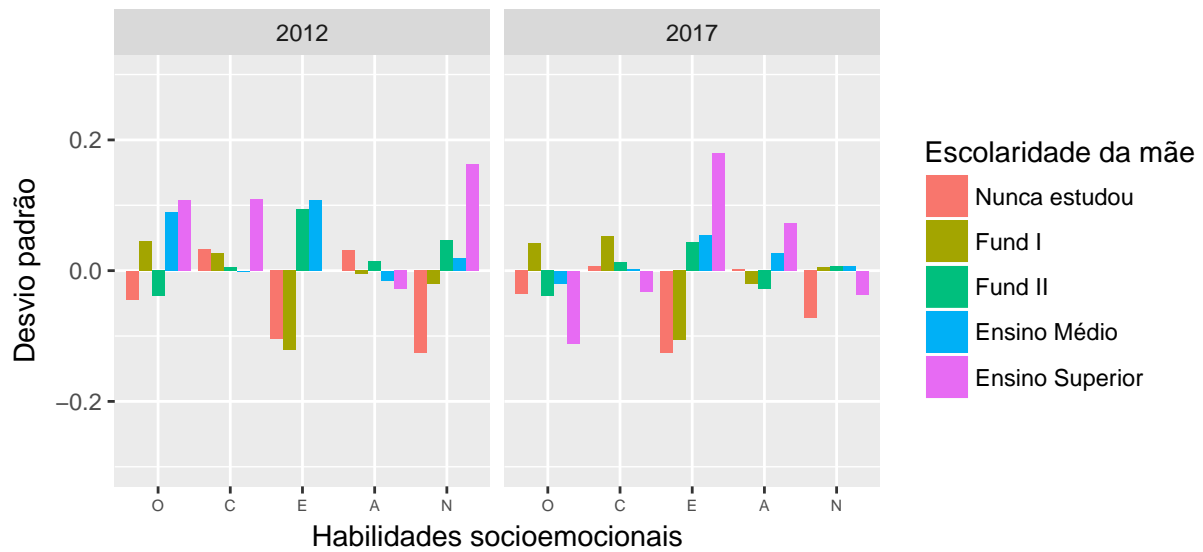 2012
2017
0.2
0.0
−0.2
Desvio padrão
O C E A N
O C E A N
Habilidades socioemocionais
Escolaridade da mãe
Nunca estudou
Fund I
Fund II
Ensino Médio
Ensino Superior